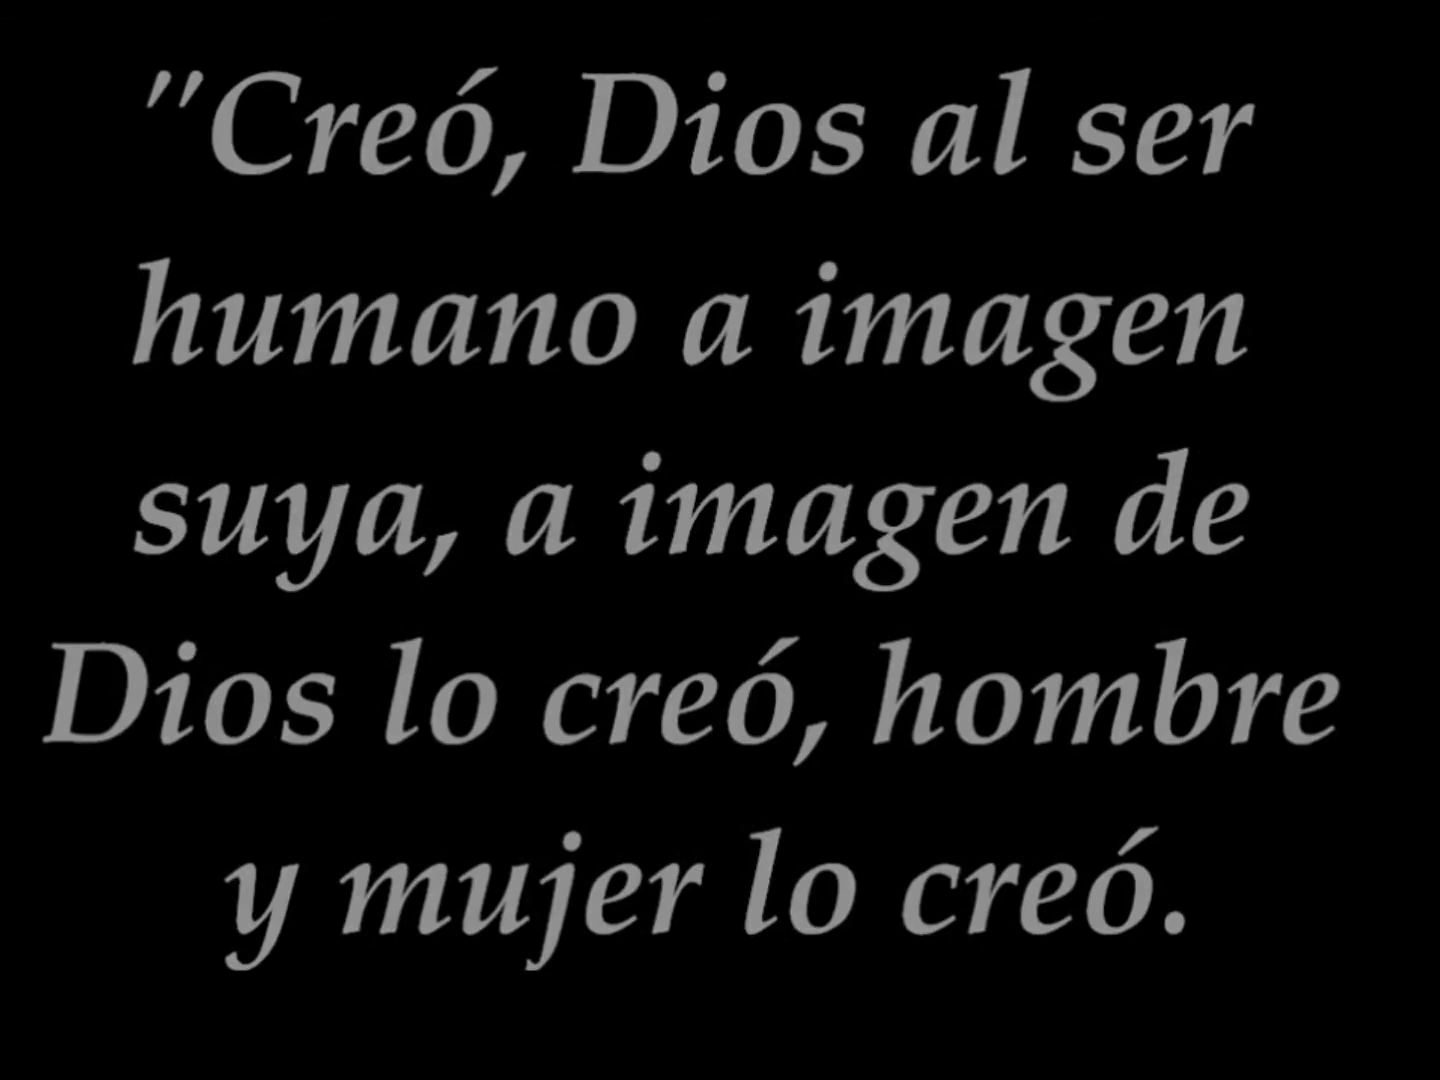 "Creó, Dios al ser
humano a imagen
suya, a imagen de
Dios lo creó, hombre
y mujer lo creó.